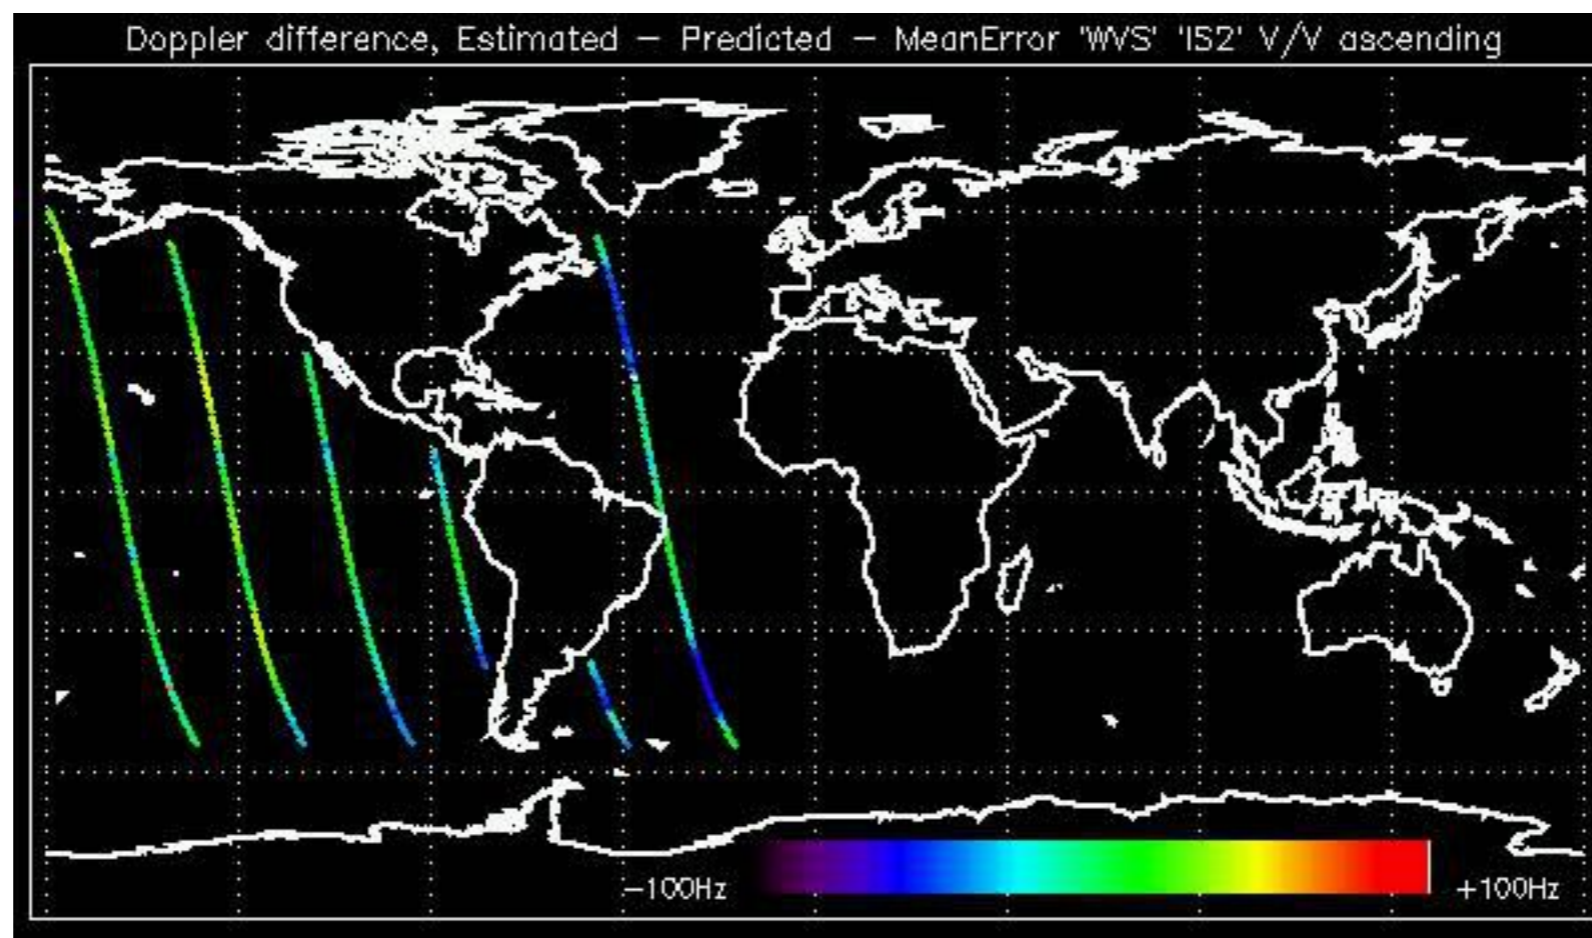 Doppler difference, Estimated – Predicted – MeanError 'WVS' 'IS2' V/V ascending
–100Hz +100Hz